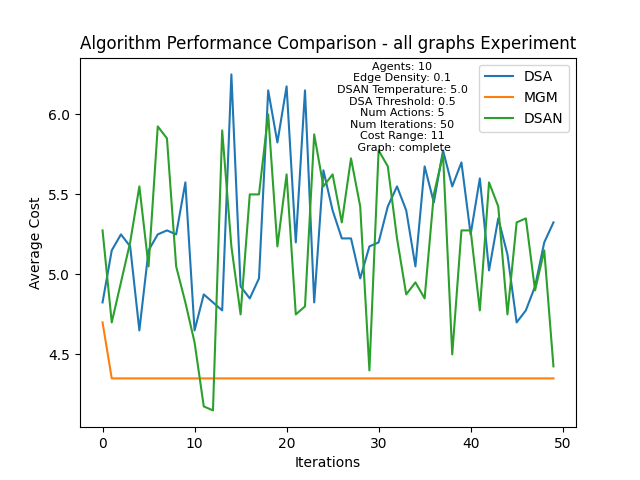 Algorithm Performance Comparison - all graphs Experiment
Agents: 10
Edge Density: 0.1
DSAN Temperature: 5.0
DSA Threshold: 0.5
Num Actions: 5
Num Iterations: 50
Cost Range: 11
Graph: complete
DSA
MGM
DSAN
Average Cost
6.0
5.5
5.0
4.5
0
10
20
30
40
50
Iterations